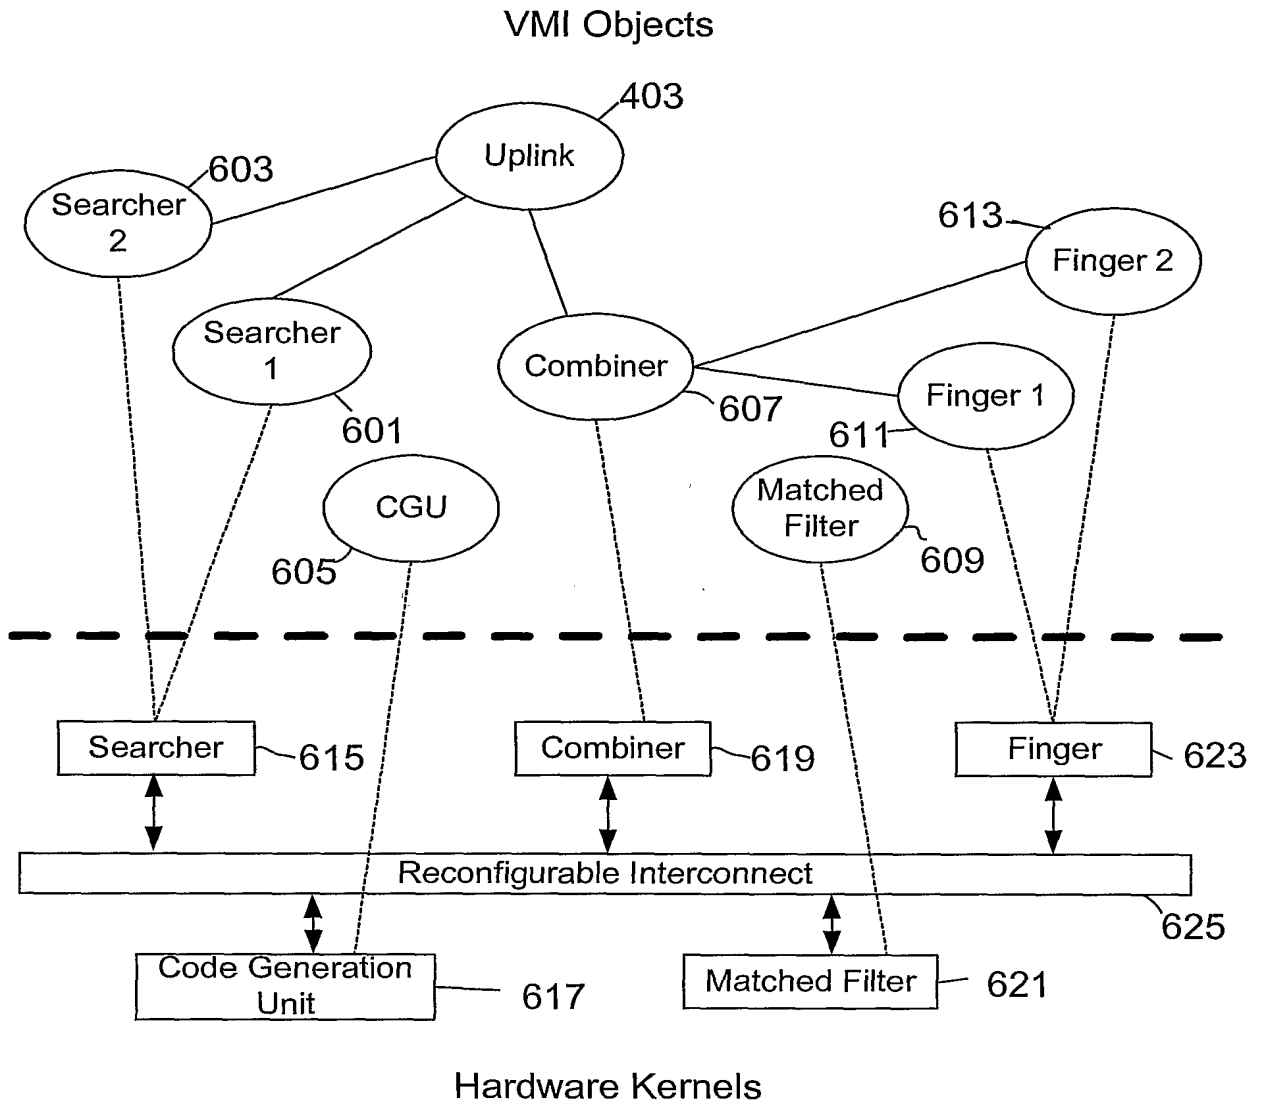 VMI Objects
403
Uplink
603
Searcher
2
613
Finger 2
Searcher
1
601
Combiner
607
Finger 1
611
CGU
605
Matched
Filter
609
Searcher
615
Combiner
619
Finger
623
Reconfigurable Interconnect
625
Code Generation
Unit
617
Matched Filter
621
Hardware Kernels